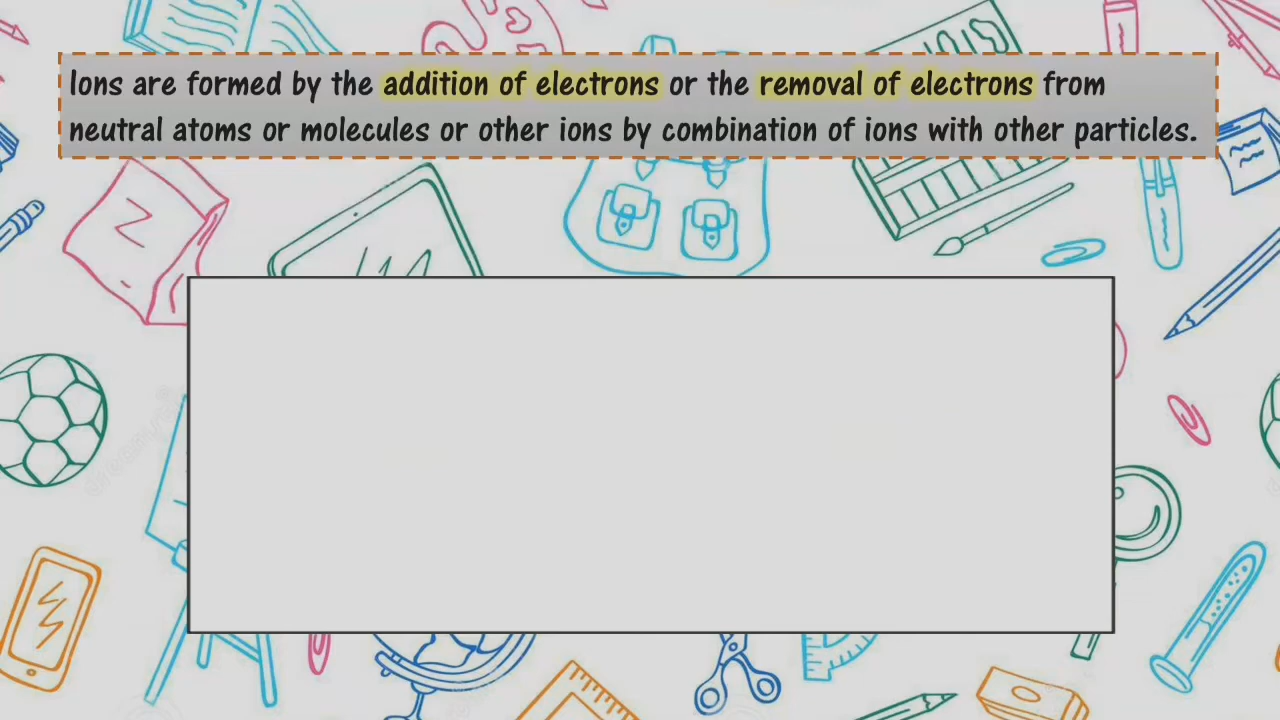 Ions are formed by the addition of electrons or the removal of electrons from
neutral atoms or molecules or other ions by combination of ions with other particles.